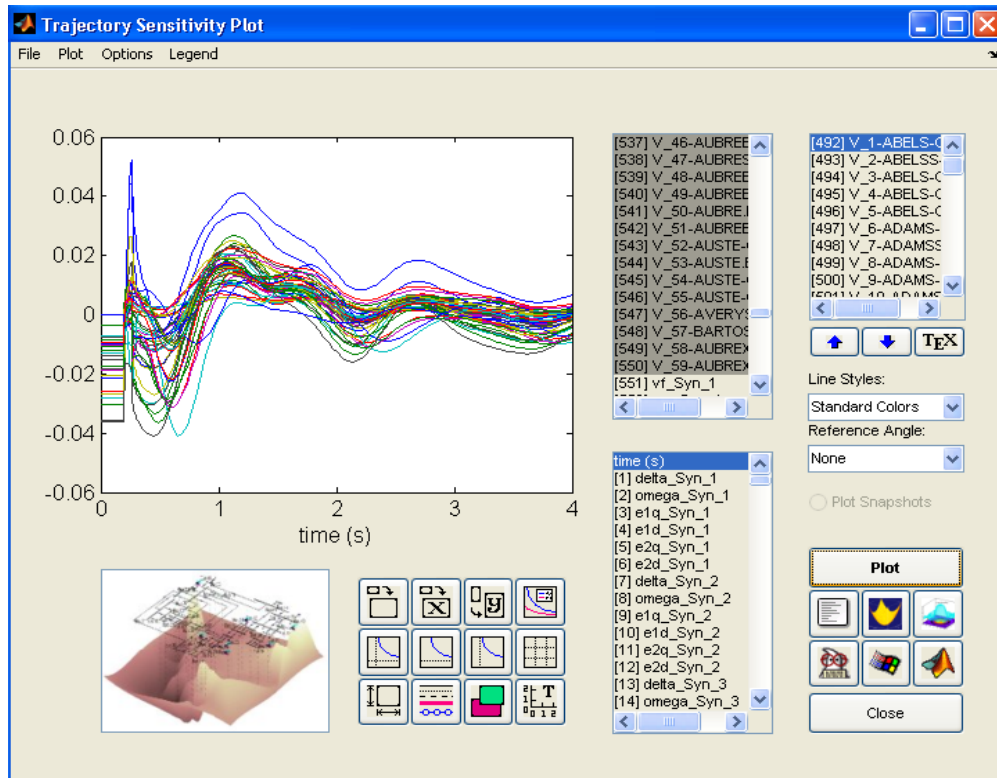 Trajectory Sensitivity Plot
File Plot Options Legend
0.06
0.04
0.02
0
-0.02
-0.04
-0.06
0 1 2 3 4
time (s)
[537] V_46-AUBREE
[538] V_47-AUBRES
[539] V_48-AUBREE
[540] V_49-AUBREE
[541] V_50-AUBRE.
[542] V_51-AUBREE
[543] V_52-AUSTE-
[544] V_53-AUSTE.
[545] V_54-AUSTE-
[546] V_55-AUSTE-
[547] V_56-AVERYS
[548] V_57-BARTOS
[549] V_58-AUBREX
[550] V_59-AUBREX
[551] vf_Syn_1
[492] V_1-ABELS-
[493] V_2-ABELSS-
[494] V_3-ABELS-
[495] V_4-ABELS-
[496] V_5-ABELS-
[497] V_6-ADAMS-
[498] V_7-ADAMSS
[499] V_8-ADAMS-
[500] V_9-ADAMS-
TEX
Line Styles:
Standard Colors
Reference Angle:
None
Plot Snapshots
time (s)
[1] delta_Syn_1
[2] omega_Syn_1
[3] e1q_Syn_1
[4] e1d_Syn_1
[5] e2q_Syn_1
[6] e2d_Syn_1
[7] delta_Syn_2
[8] omega_Syn_2
[9] e1q_Syn_2
[10] e1d_Syn_2
[11] e2q_Syn_2
[12] e2d_Syn_2
[13] delta_Syn_3
[14] omega_Syn_3
Plot
Close